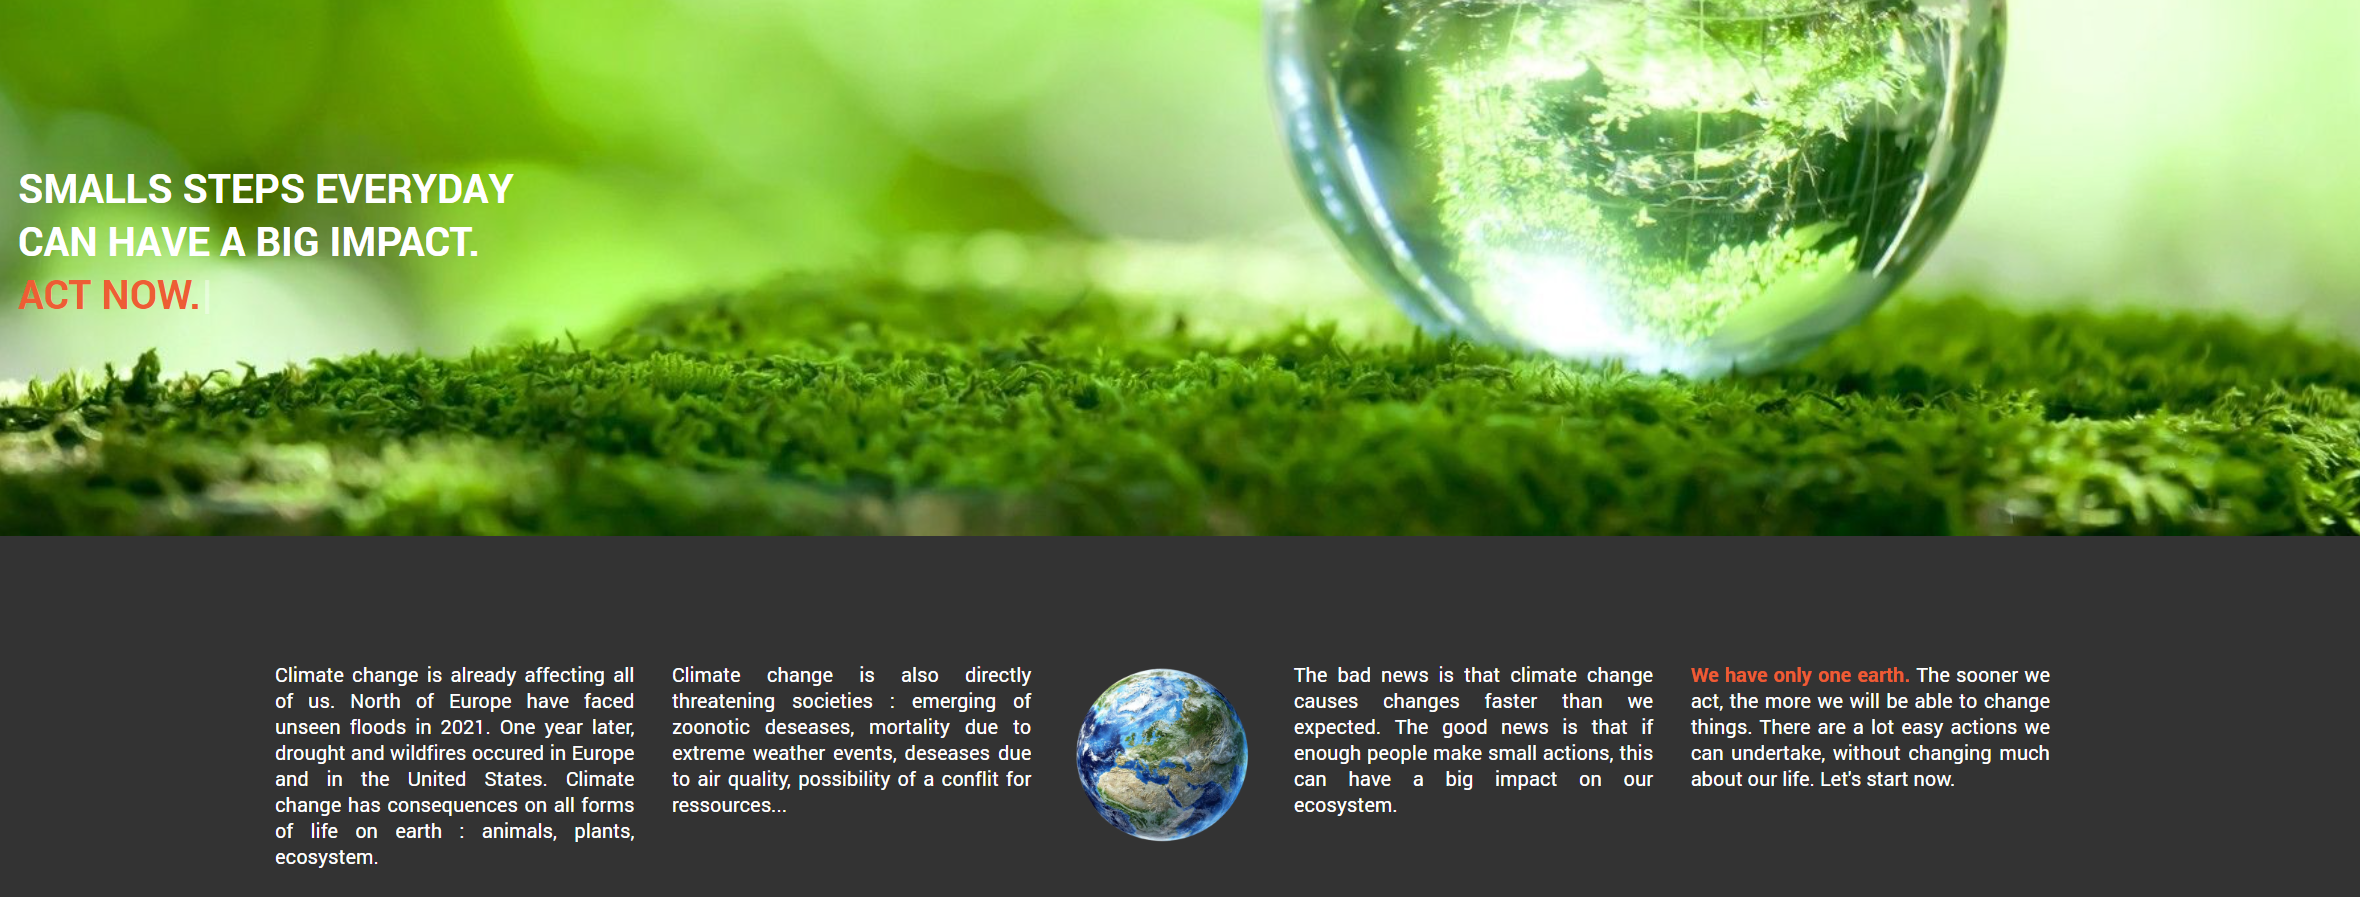 SMALLS STEPS EVERYDAY
CAN HAVE A BIG IMPACT.
ACT NOW.
Climate change is already affecting all
of us. North of Europe have faced
unseen floods in 2021. One year later,
drought and wildfires occured in Europe
and in the United States. Climate
change has consequences on all forms
of life on earth : animals, plants,
ecosystem.
Climate change is also directly
threatening societies : emerging of
zoonotic deseases, mortality due to
extreme weather events, deseases due
to air quality, possibility of a conflit for
ressources...
The bad news is that climate change
causes changes faster than we
expected. The good news is that if
enough people make small actions, this
can have a big impact on our
ecosystem.
We have only one earth. The sooner we
act, the more we will be able to change
things. There are a lot easy actions we
can undertake, without changing much
about our life. Let's start now.